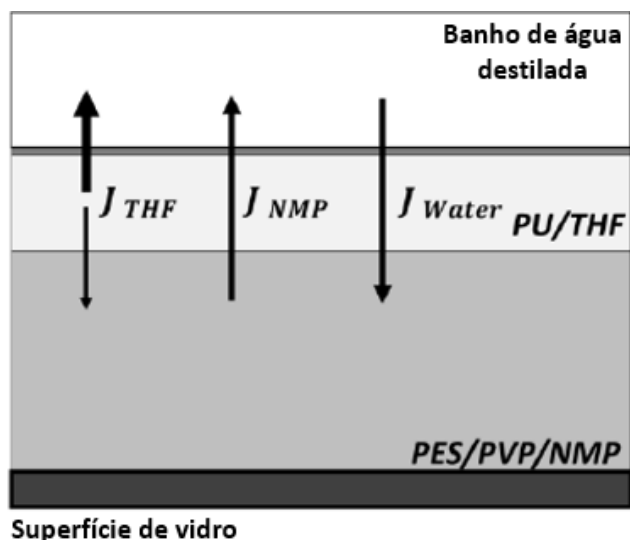 Banho de água
destilada
J THF
J NMP
J Water
PU/THF
PES/PVP/NMP
Superfície de vidro